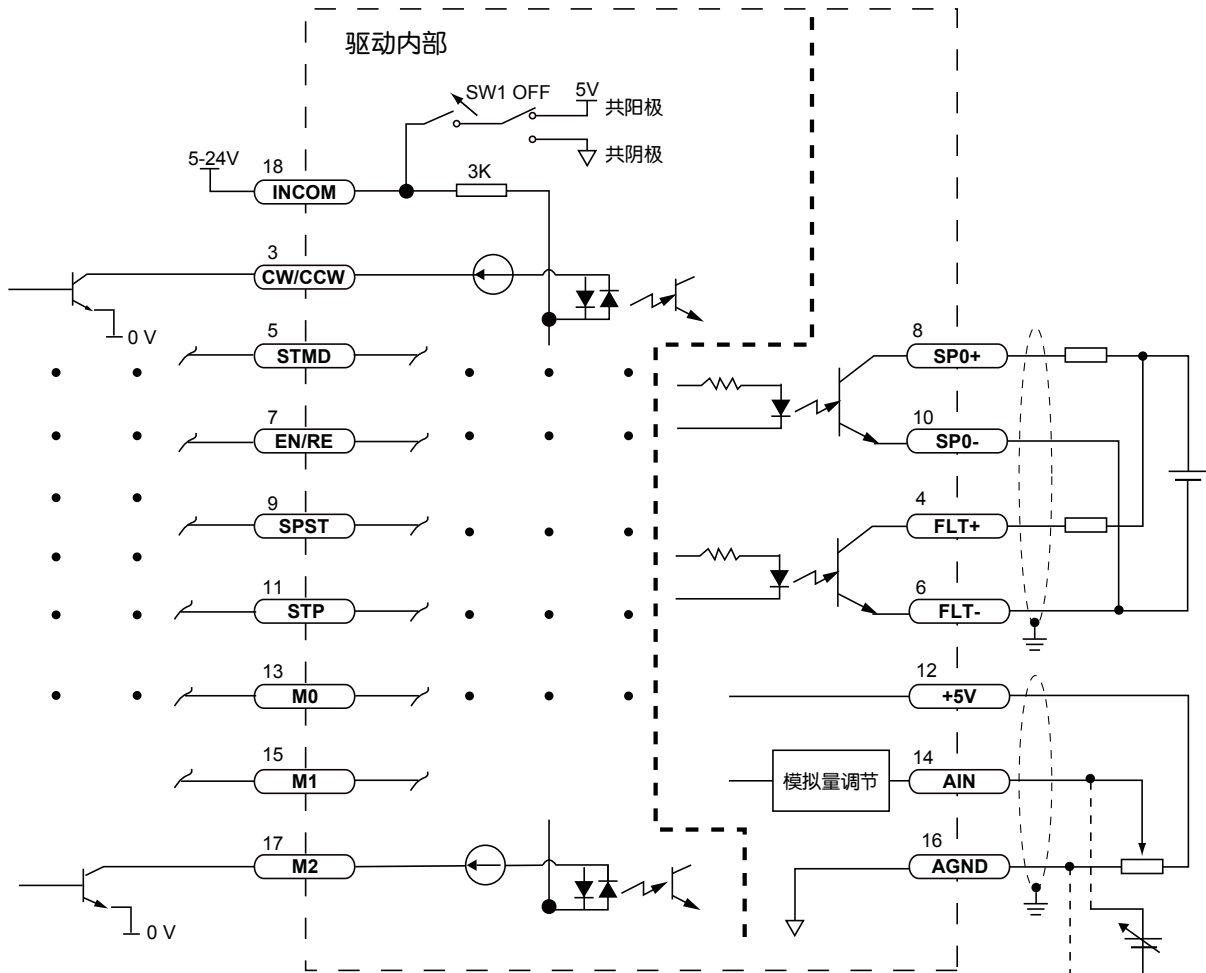 驱动内部
SW1 OFF
5V
共阳极
共阴极
5-24V
18
INCOM
3K
3
CW/CCW
0 V
5
STMD
8
SP0+
7
EN/RE
10
SP0-
9
SPST
4
FLT+
11
STP
6
FLT-
13
M0
12
+5V
15
M1
模拟量调节
14
AIN
17
M2
16
AGND
0 V